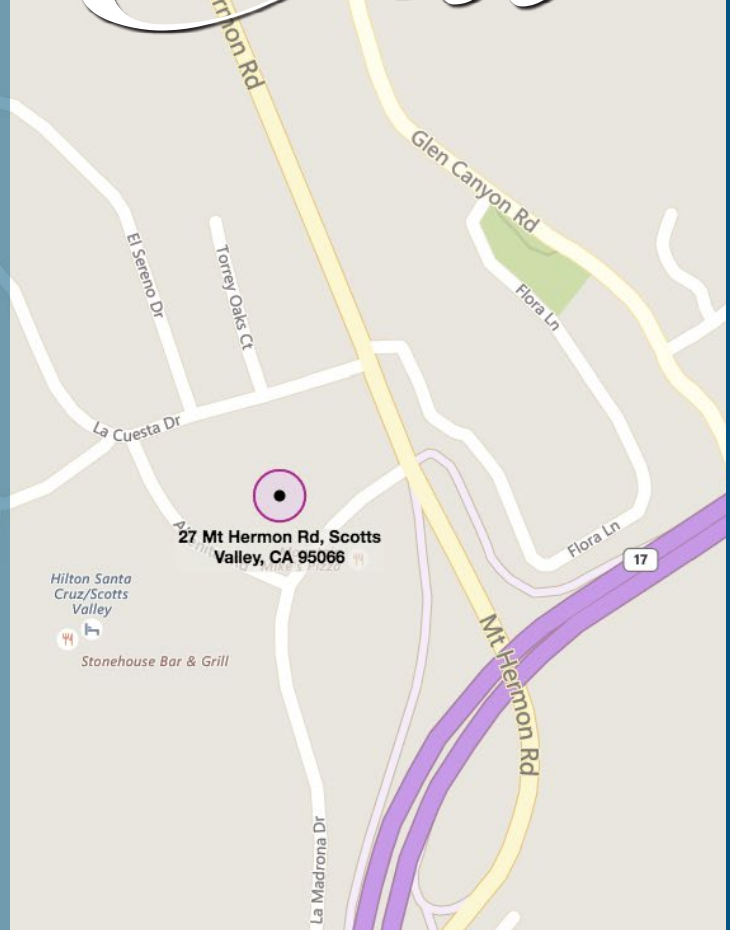 Glen Canyon Rd
El Sereno Dr
Torrey Oaks Ct
Flora Ln
La Cuesta Dr
27 Mt Hermon Rd, Scotts
Valley, CA 95066
Mike's Pizza
Flora Ln
17
Hilton Santa
Cruz/Scotts
Valley
Stonehouse Bar & Grill
Mt Hermon Rd
La Madrona Dr